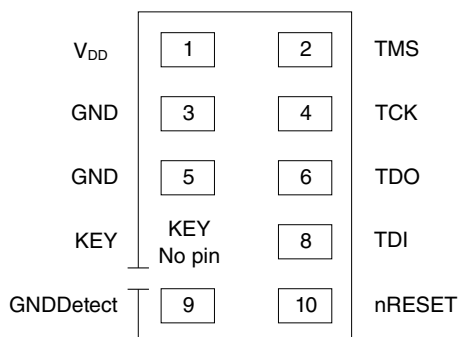 V_DD 1 2 TMS
GND 3 4 TCK
GND 5 6 TDO
KEY KEY No pin 8 TDI
GNDDetect 9 10 nRESET